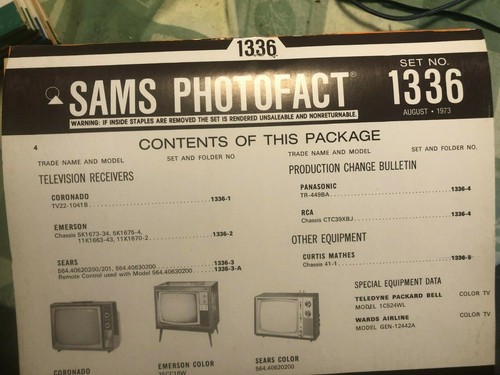 1336
SAMS PHOTOFACT®
SET NO.
1336
AUGUST • 1973
WARNING: IF INSIDE STAPLES ARE REMOVED THE SET IS RENDERED UNSALEABLE AND NONRETURNABLE.
4
CONTENTS OF THIS PACKAGE
TRADE NAME AND MODEL SET AND FOLDER NO.
TELEVISION RECEIVERS
CORONADO
TV22-1041B 1336-1
EMERSON
Chassis 5K1673-34, 5K1675-4,
11K1663-43, 11K1670-2 1336-2
SEARS
564.40620200/201, 564.40630200 1336-3
Remote Control used with Model 564.40630200 1336-3-A
CORONADO
EMERSON COLOR
SEARS COLOR
564.40620200
TRADE NAME AND MODEL SET AND FOLDER NO.
PRODUCTION CHANGE BULLETIN
PANASONIC
TR-449BA 1336-4
RCA
Chassis CTC39XBJ 1336-4
OTHER EQUIPMENT
CURTIS MATHES
Chassis 41-1 1336-5
SPECIAL EQUIPMENT DATA
TELEDYNE PACKARD BELL COLOR TV
MODEL 1C524WL
WARDS AIRLINE COLOR TV
MODEL GEN-12442A